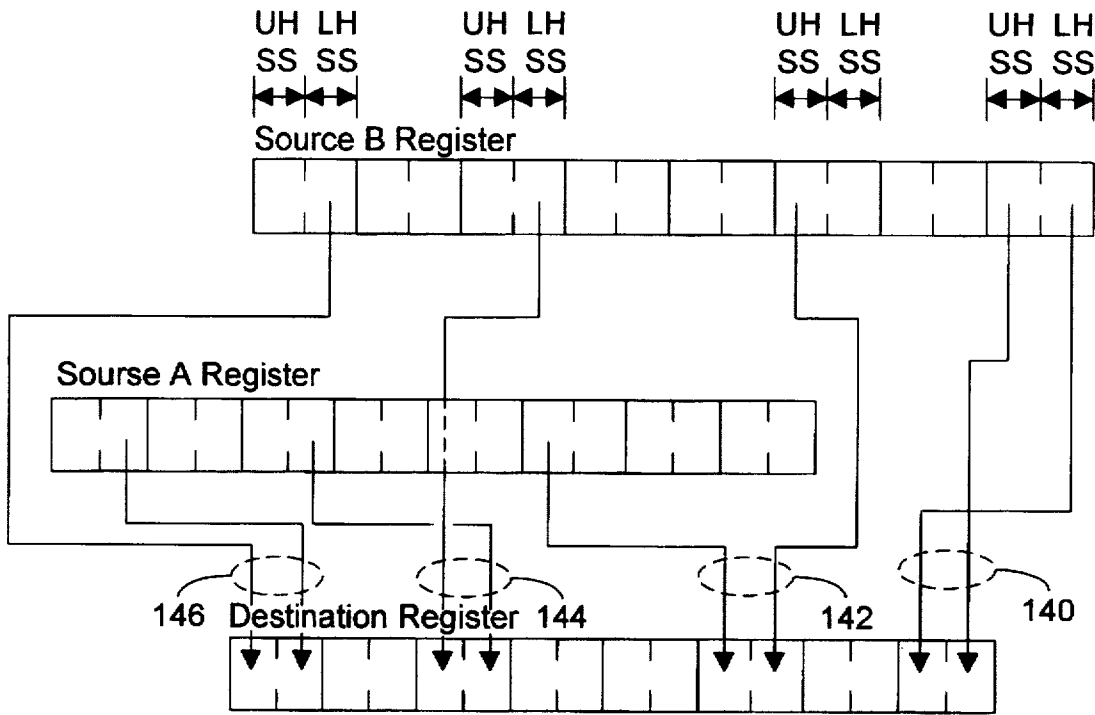 UH LH UH LH UH LH UH LH
SS SS SS SS SS SS SS SS
Source B Register
Sourse A Register
146 Destination Register 144 142 140